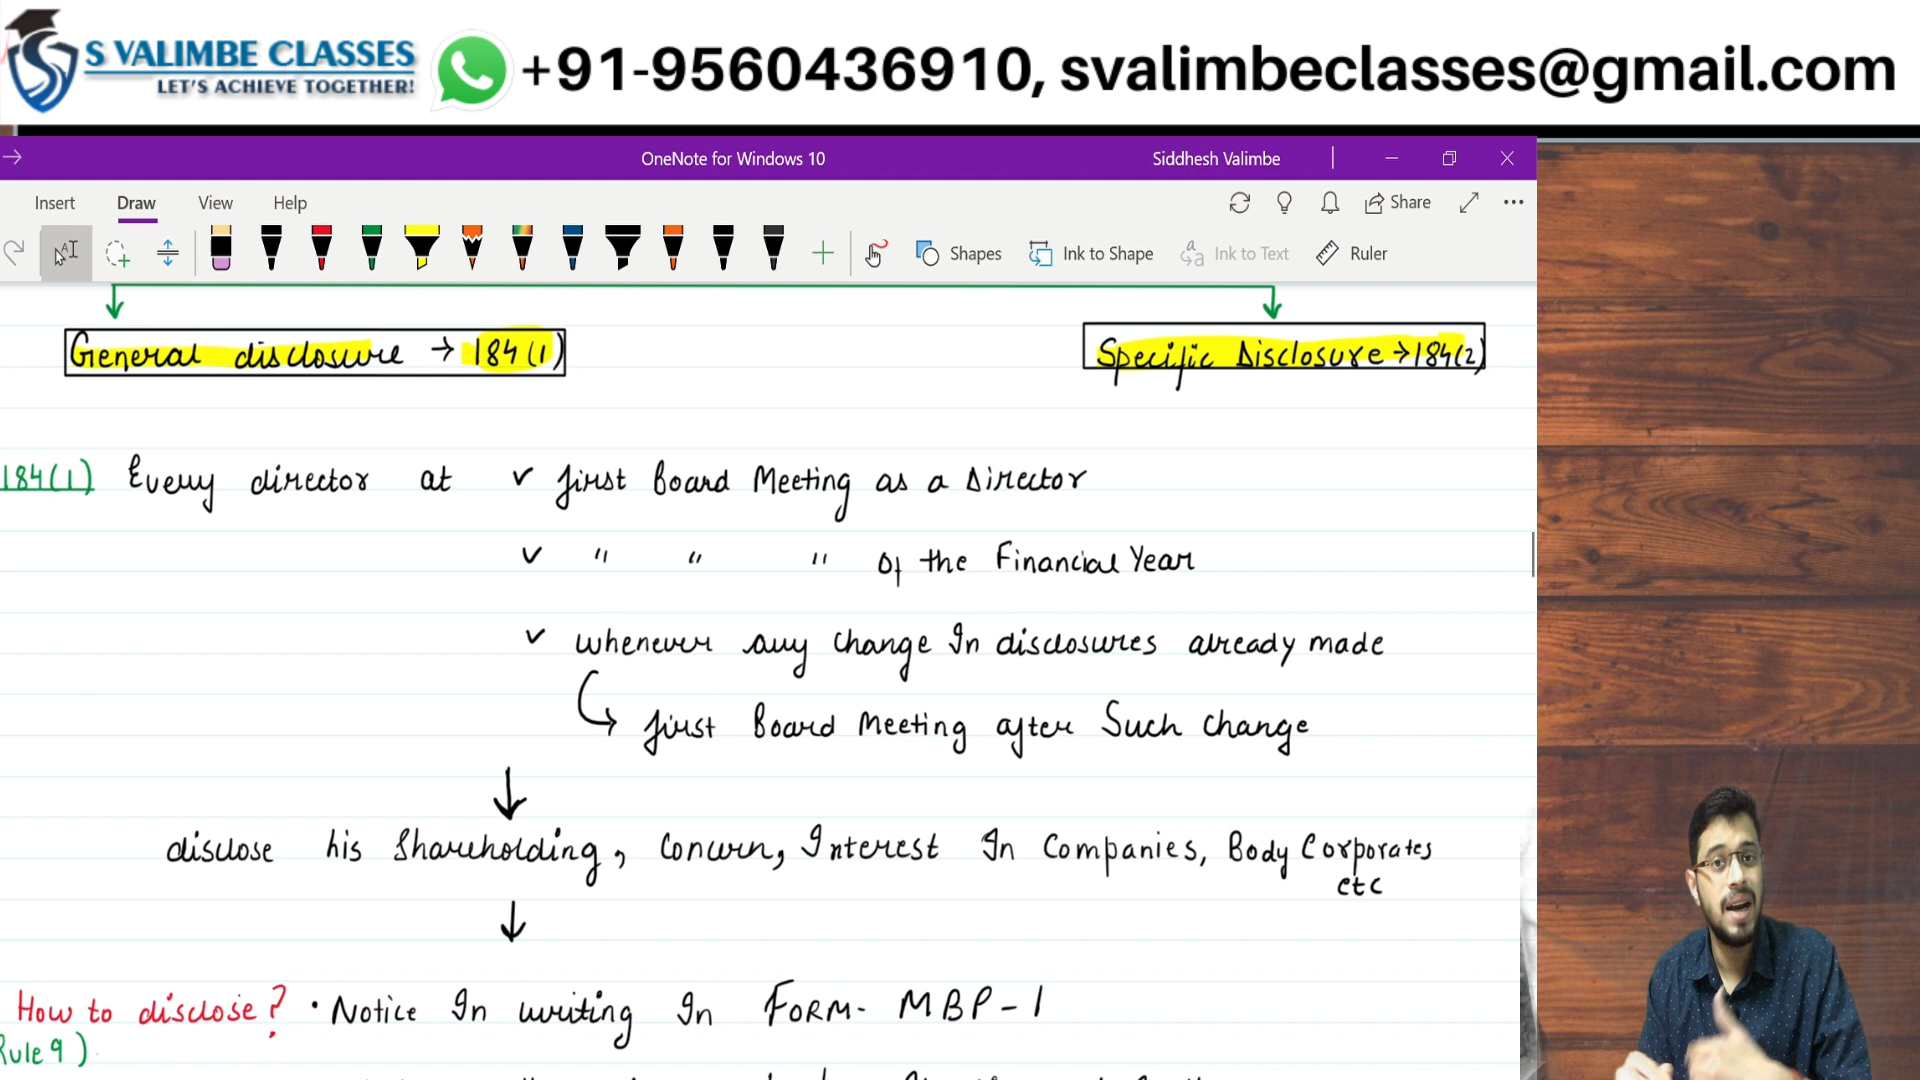 S VALIMBE CLASSES
LET'S ACHIEVE TOGETHER!
+91-9560436910, svalimbeclasses@gmail.com
OneNote for Windows 10
Siddhesh Valimbe
Insert Draw View Help
Share
Shapes Ink to Shape Ink to Text Ruler
General disclosure → 184(1)
Specific Disclosure → 184(2)
184(1) Every director at ✓ first Board Meeting as a Director
✓ " " " Of the Financial Year
✓ whenever any change In disclosures already made
first Board Meeting after Such change
disclose his Shareholding, Concern, Interest In Companies, Body Corporates
etc
How to disclose? • Notice In writing In FORM- MBP-1
Rule 9)